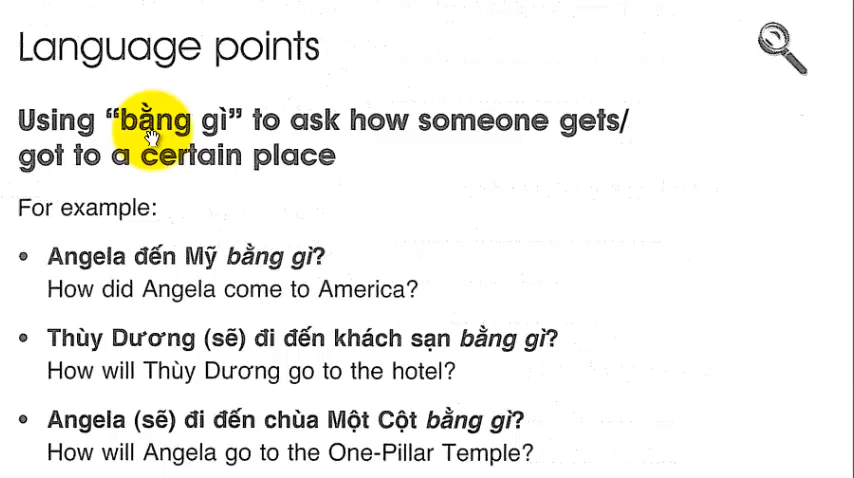 Language points
Using “bằng gì” to ask how someone gets/
got to a certain place
For example:
• Angela đến Mỹ bằng gì?
How did Angela come to America?
• Thùy Dương (sẽ) đi đến khách sạn bằng gì?
How will Thùy Dương go to the hotel?
• Angela (sẽ) đi đến chùa Một Cột bằng gì?
How will Angela go to the One-Pillar Temple?